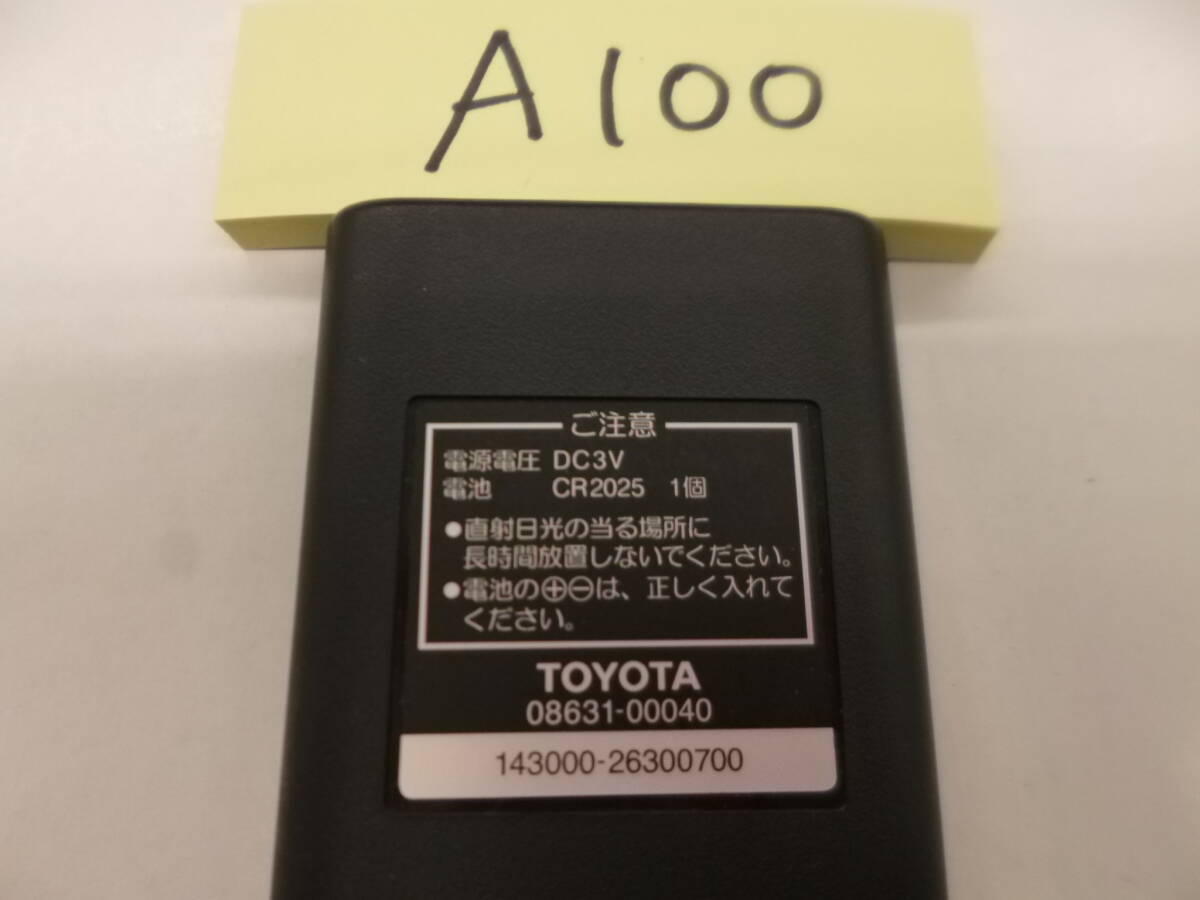 A100
ご注意
電源電圧 DC3V
電池 CR2025 1個
●直射日光の当る場所に
長時間放置しないでください。
●電池の⊕⊖は、正しく入れて
ください。
TOYOTA
08631-00040
143000-26300700